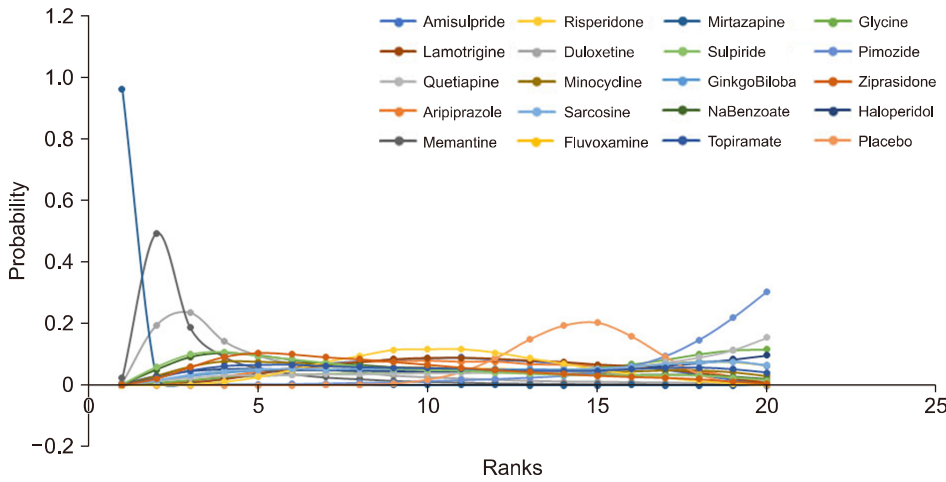 1.2
1.0
0.8
0.6
0.4
0.2
0
−0.2
Probability
0
5
10
15
20
25
Ranks
Amisulpride Risperidone Mirtazapine Glycine
Lamotrigine Duloxetine Sulpiride Pimozide
Quetiapine Minocycline GinkgoBiloba Ziprasidone
Aripiprazole Sarcosine NaBenzoate Haloperidol
Memantine Fluvoxamine Topiramate Placebo